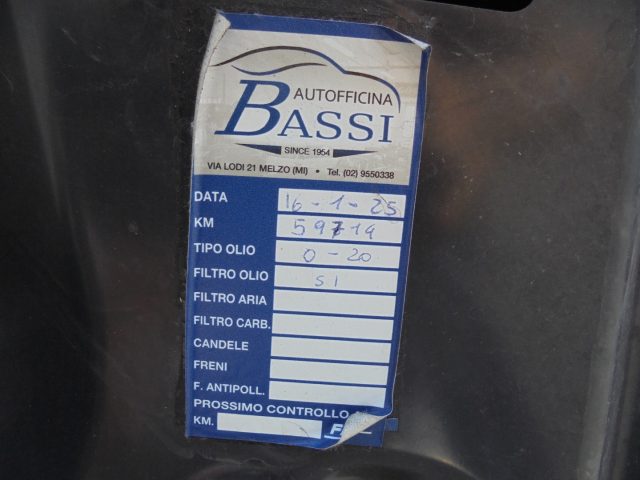 AUTOFFICINA
BASSI
SINCE 1954
VIA LODI 21 MELZO (MI) • Tel. (02) 9550338
DATA 16-1-25
KM 59719
TIPO OLIO 0-20
FILTRO OLIO SI
FILTRO ARIA
FILTRO CARB.
CANDELE
FRENI
F. ANTIPOLL.
PROSSIMO CONTROLLO
KM.